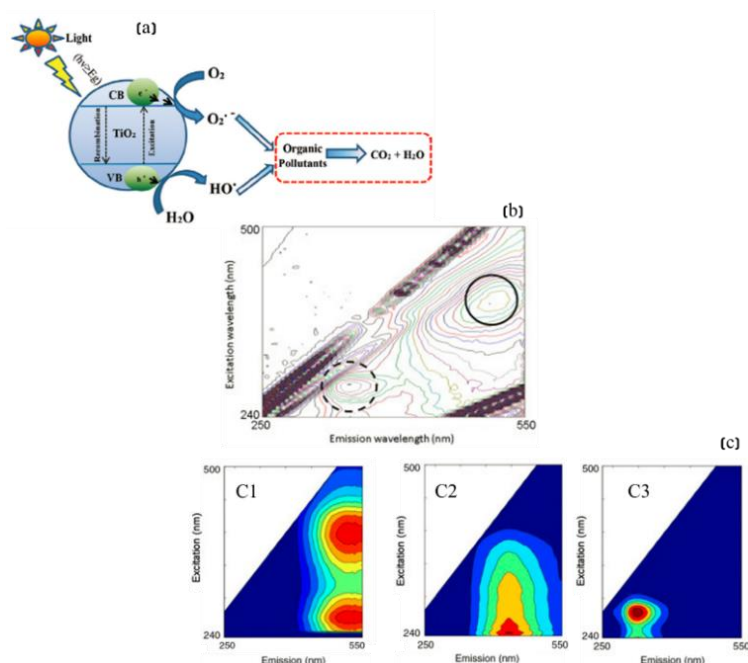 (a)
Light
(hν≥Eg)
CB
e⁻
O₂
O₂˙⁻
Recombination
TiO₂
Excitation
Organic
Pollutants
CO₂ + H₂O
VB
h⁺
HO˙
H₂O
(b)
500
Excitation wavelength (nm)
240
250
Emission wavelength (nm)
550
(c)
500
C1
Excitation (nm)
240
250
Emission (nm)
550
500
C2
Excitation (nm)
240
250
Emission (nm)
550
500
C3
Excitation (nm)
240
250
Emission (nm)
550